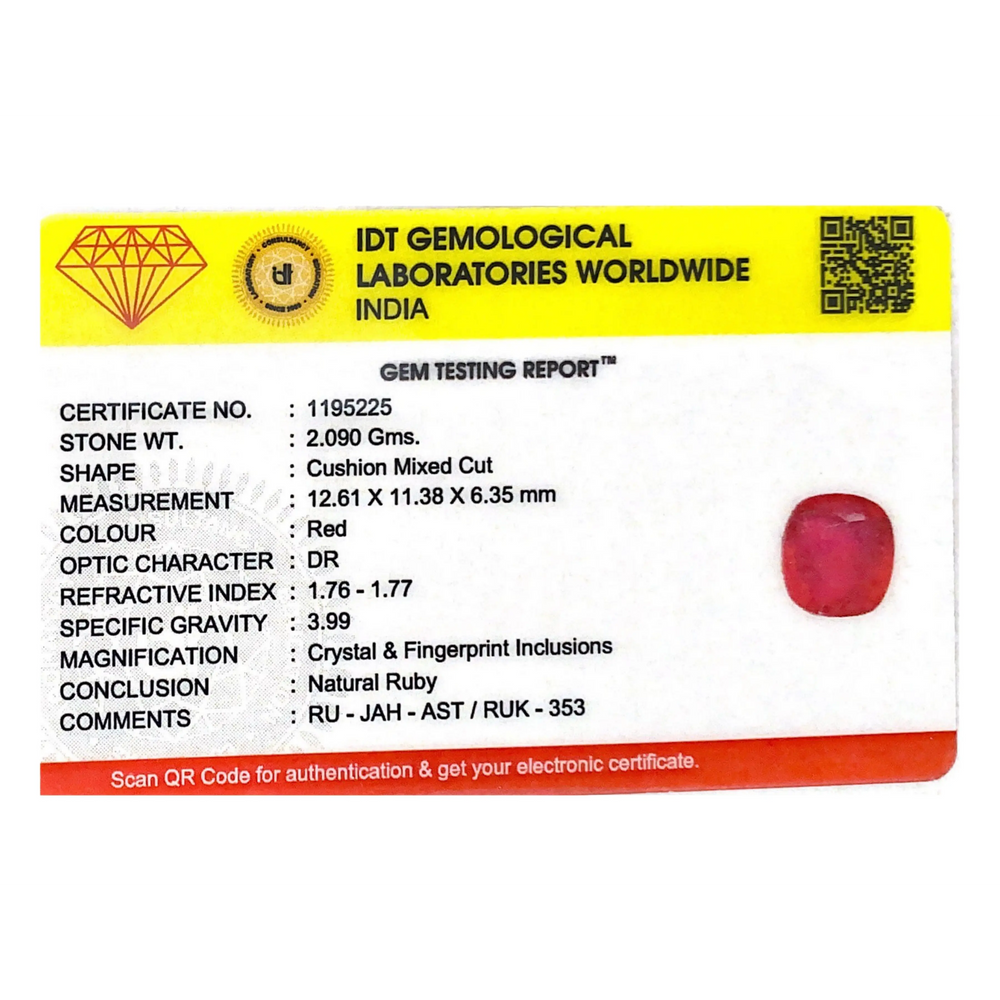 IDT GEMOLOGICAL
LABORATORIES WORLDWIDE
INDIA
CONSULTANCY
idt
GEM TESTING REPORT™
CERTIFICATE NO. : 1195225
STONE WT. : 2.090 Gms.
SHAPE : Cushion Mixed Cut
MEASUREMENT : 12.61 X 11.38 X 6.35 mm
COLOUR : Red
OPTIC CHARACTER : DR
REFRACTIVE INDEX : 1.76 - 1.77
SPECIFIC GRAVITY : 3.99
MAGNIFICATION : Crystal & Fingerprint Inclusions
CONCLUSION : Natural Ruby
COMMENTS : RU - JAH - AST / RUK - 353
Scan QR Code for authentication & get your electronic certificate.